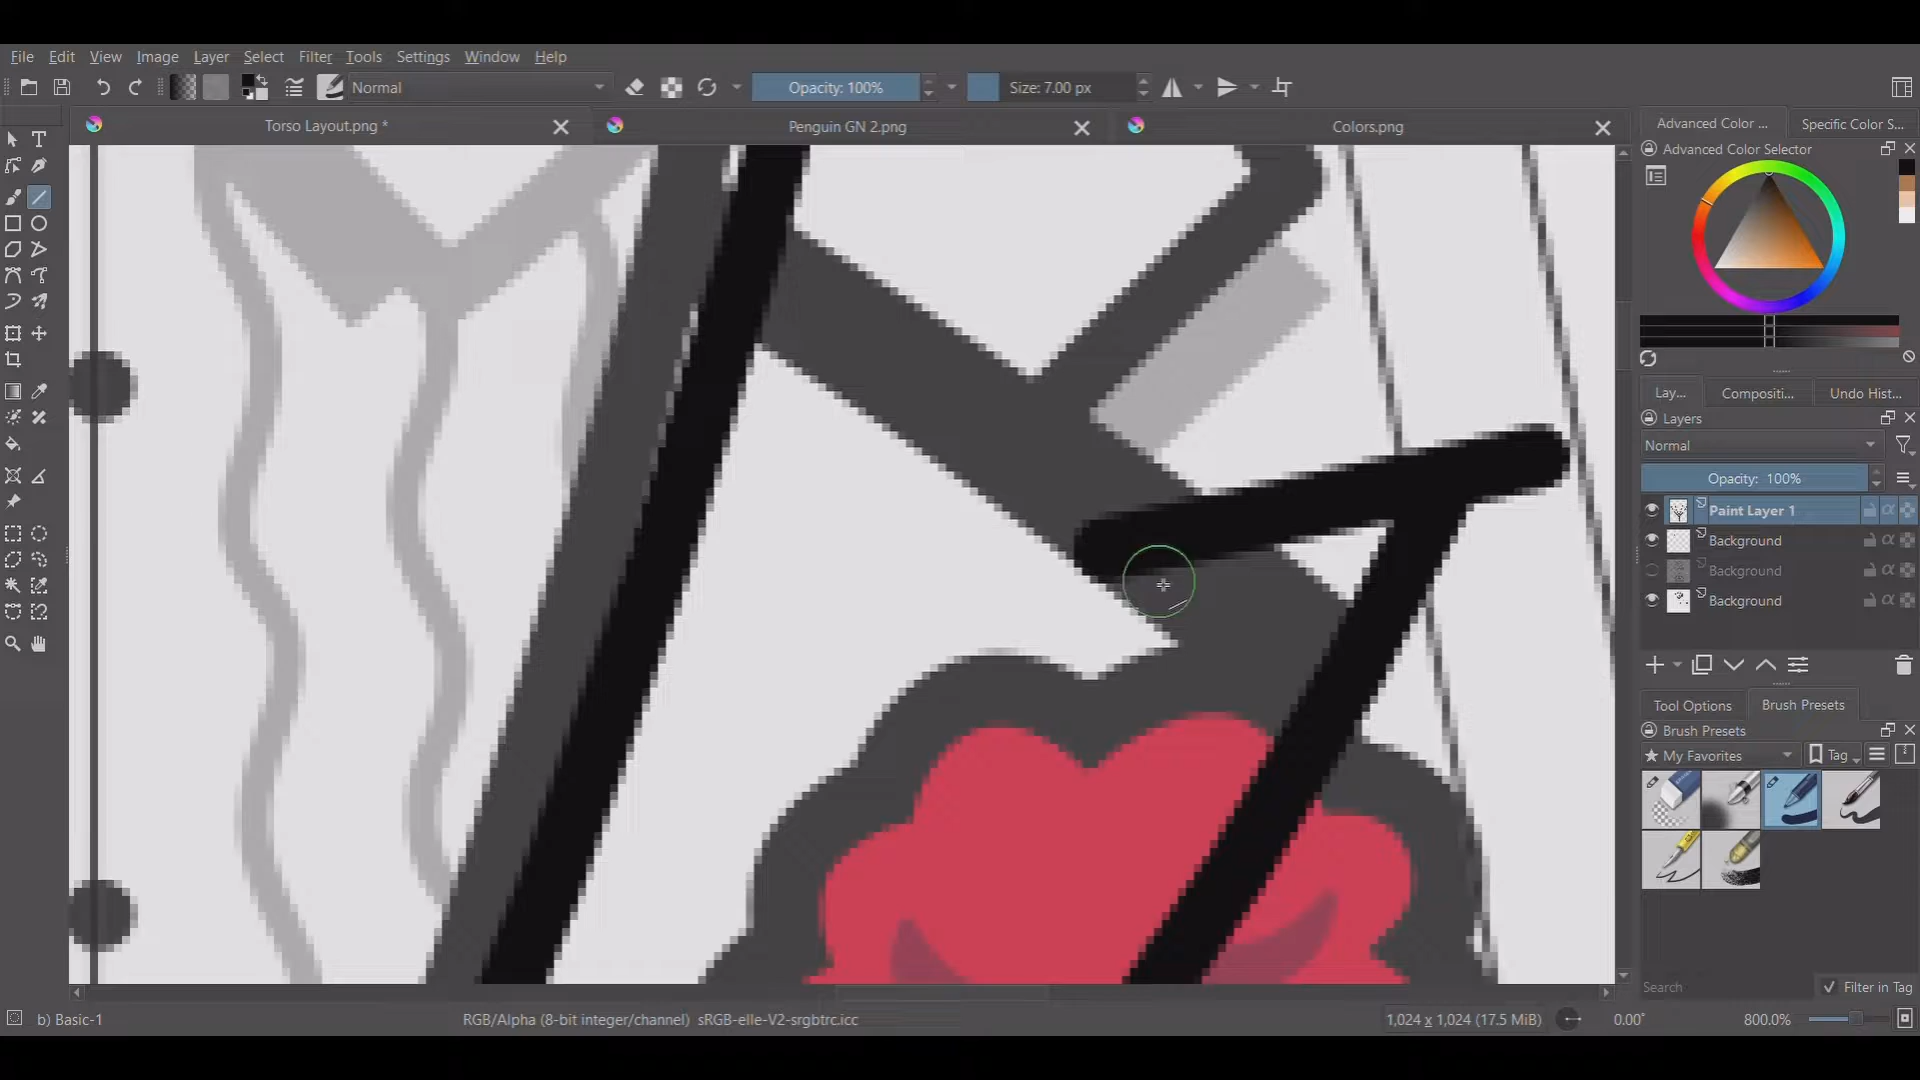 File Edit View Image Layer Select Filter Tools Settings Window Help
Normal
Opacity: 100%
Size: 7.00 px
Torso Layout.png *
Penguin GN 2.png
Colors.png
Advanced Color ...
Specific Color S...
Advanced Color Selector
Lay...
Compositi...
Undo Hist...
Layers
Normal
Opacity: 100%
Paint Layer 1
Background
Background
Background
Tool Options
Brush Presets
Brush Presets
★ My Favorites
Tag
Search
Filter in Tag
b) Basic-1
RGB/Alpha (8-bit integer/channel) sRGB-elle-V2-srgbtrc.icc
1,024 x 1,024 (17.5 MiB)
0.00°
800.0%